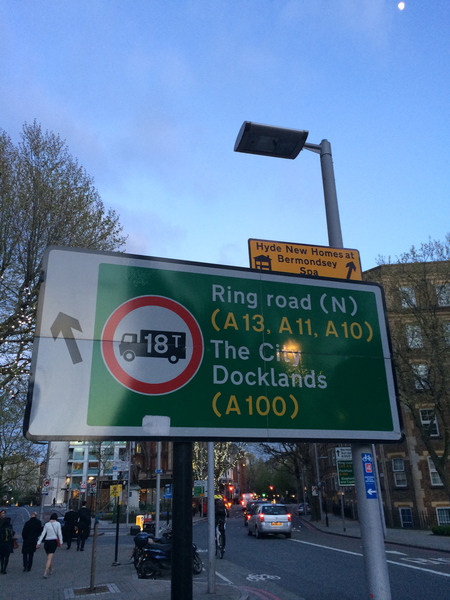 Hyde New Homes at
Bermondsey
Spa
Ring road (N)
(A13, A11, A10)
The City
Docklands
(A100)
18T